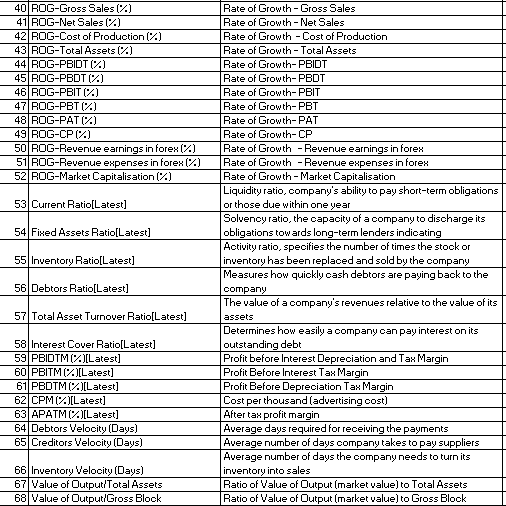 40 ROG-Gross Sales (%) Rate of Growth - Gross Sales
41 ROG-Net Sales (%) Rate of Growth - Net Sales
42 ROG-Cost of Production (%) Rate of Growth - Cost of Production
43 ROG-Total Assets (%) Rate of Growth - Total Assets
44 ROG-PBIDT (%) Rate of Growth- PBIDT
45 ROG-PBDT (%) Rate of Growth- PBDT
46 ROG-PBIT (%) Rate of Growth- PBIT
47 ROG-PBT (%) Rate of Growth- PBT
48 ROG-PAT (%) Rate of Growth- PAT
49 ROG-CP (%) Rate of Growth- CP
50 ROG-Revenue earnings in forex (%) Rate of Growth - Revenue earnings in forex
51 ROG-Revenue expenses in forex (%) Rate of Growth - Revenue expenses in forex
52 ROG-Market Capitalisation (%) Rate of Growth - Market Capitalisation
Liquidity ratio, company's ability to pay short-term obligations
53 Current Ratio[Latest] or those due within one year
Solvency ratio, the capacity of a company to discharge its
54 Fixed Assets Ratio[Latest] obligations towards long-term lenders indicating
Activity ratio, specifies the number of times the stock or
55 Inventory Ratio[Latest] inventory has been replaced and sold by the company
Measures how quickly cash debtors are paying back to the
56 Debtors Ratio[Latest] company
The value of a company's revenues relative to the value of its
57 Total Asset Turnover Ratio[Latest] assets
Determines how easily a company can pay interest on its
58 Interest Cover Ratio[Latest] outstanding debt
59 PBIDTM (%)[Latest] Profit before Interest Depreciation and Tax Margin
60 PBITM (%)[Latest] Profit Before Interest Tax Margin
61 PBDTM (%)[Latest] Profit Before Depreciation Tax Margin
62 CPM (%)[Latest] Cost per thousand (advertising cost)
63 APATM (%)[Latest] After tax profit margin
64 Debtors Velocity (Days) Average days required for receiving the payments
65 Creditors Velocity (Days) Average number of days company takes to pay suppliers
Average number of days the company needs to turn its
66 Inventory Velocity (Days) inventory into sales
67 Value of Output/Total Assets Ratio of Value of Output (market value) to Total Assets
68 Value of Output/Gross Block Ratio of Value of Output (market value) to Gross Block